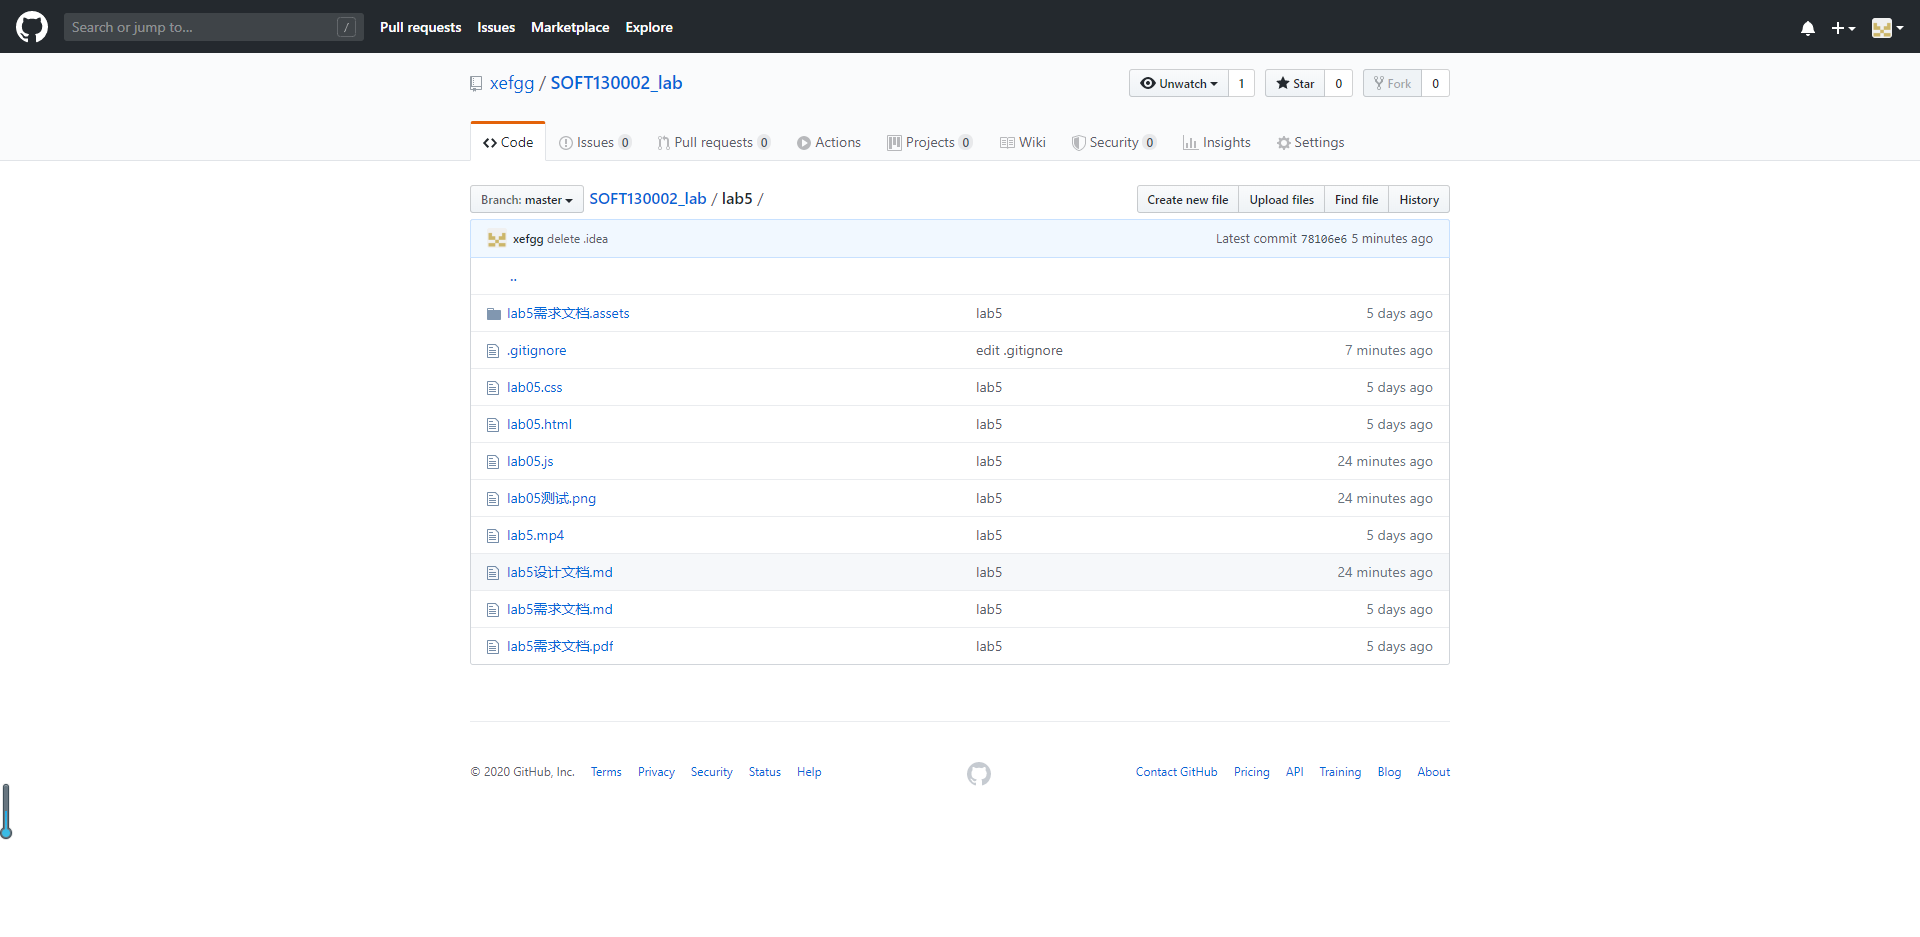 Search or jump to... / Pull requests Issues Marketplace Explore
xefgg / SOFT130002_lab Unwatch 1 Star 0 Fork 0
Code Issues 0 Pull requests 0 Actions Projects 0 Wiki Security 0 Insights Settings
Branch: master SOFT130002_lab / lab5 / Create new file Upload files Find file History
xefgg delete .idea Latest commit 78106e6 5 minutes ago
..
lab5需求文档.assets lab5 5 days ago
.gitignore edit .gitignore 7 minutes ago
lab05.css lab5 5 days ago
lab05.html lab5 5 days ago
lab05.js lab5 24 minutes ago
lab05测试.png lab5 24 minutes ago
lab5.mp4 lab5 5 days ago
lab5设计文档.md lab5 24 minutes ago
lab5需求文档.md lab5 5 days ago
lab5需求文档.pdf lab5 5 days ago
© 2020 GitHub, Inc. Terms Privacy Security Status Help Contact GitHub Pricing API Training Blog About